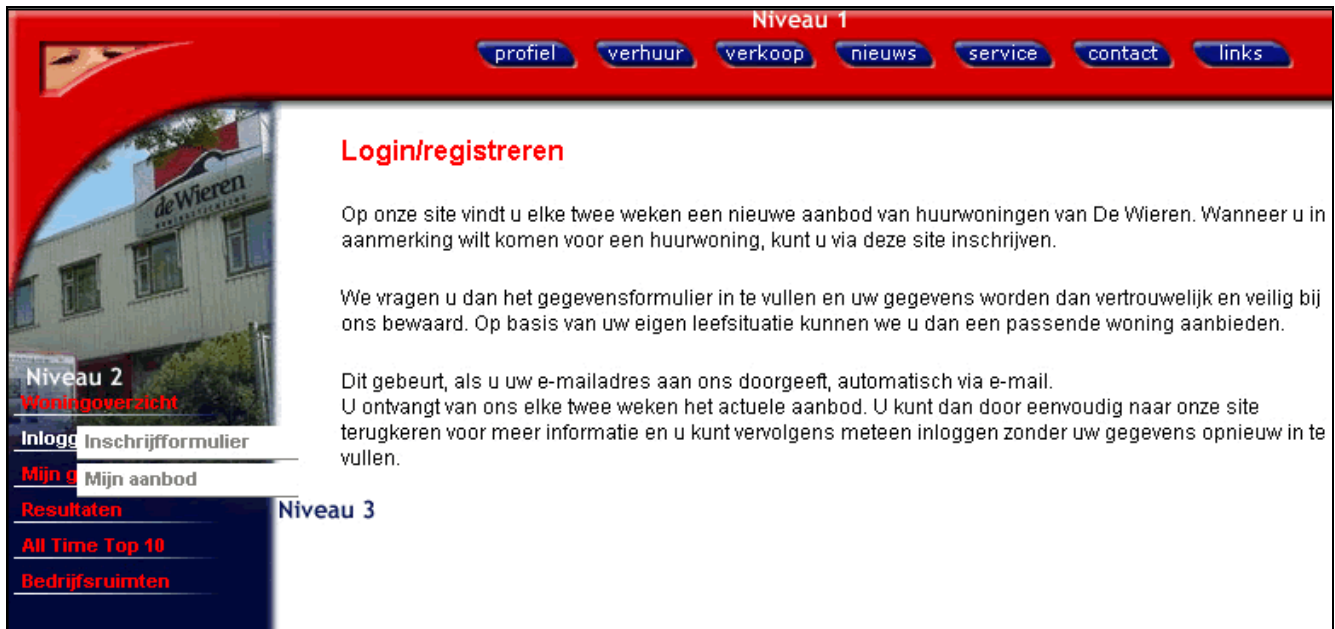 Niveau 1
profiel verhuur verkoop nieuws service contact links
de Wieren
Login/registreren
Op onze site vindt u elke twee weken een nieuwe aanbod van huurwoningen van De Wieren. Wanneer u in
aanmerking wilt komen voor een huurwoning, kunt u via deze site inschrijven.
We vragen u dan het gegevensformulier in te vullen en uw gegevens worden dan vertrouwelijk en veilig bij
ons bewaard. Op basis van uw eigen leefsituatie kunnen we u dan een passende woning aanbieden.
Dit gebeurt, als u uw e-mailadres aan ons doorgeeft, automatisch via e-mail.
U ontvangt van ons elke twee weken het actuele aanbod. U kunt dan door eenvoudig naar onze site
terugkeren voor meer informatie en u kunt vervolgens meteen inloggen zonder uw gegevens opnieuw in te
vullen.
Niveau 2
Woningoverzicht
Inlogg
Inschrijfformulier
Mijn g
Mijn aanbod
Resultaten
Niveau 3
All Time Top 10
Bedrijfsruimten